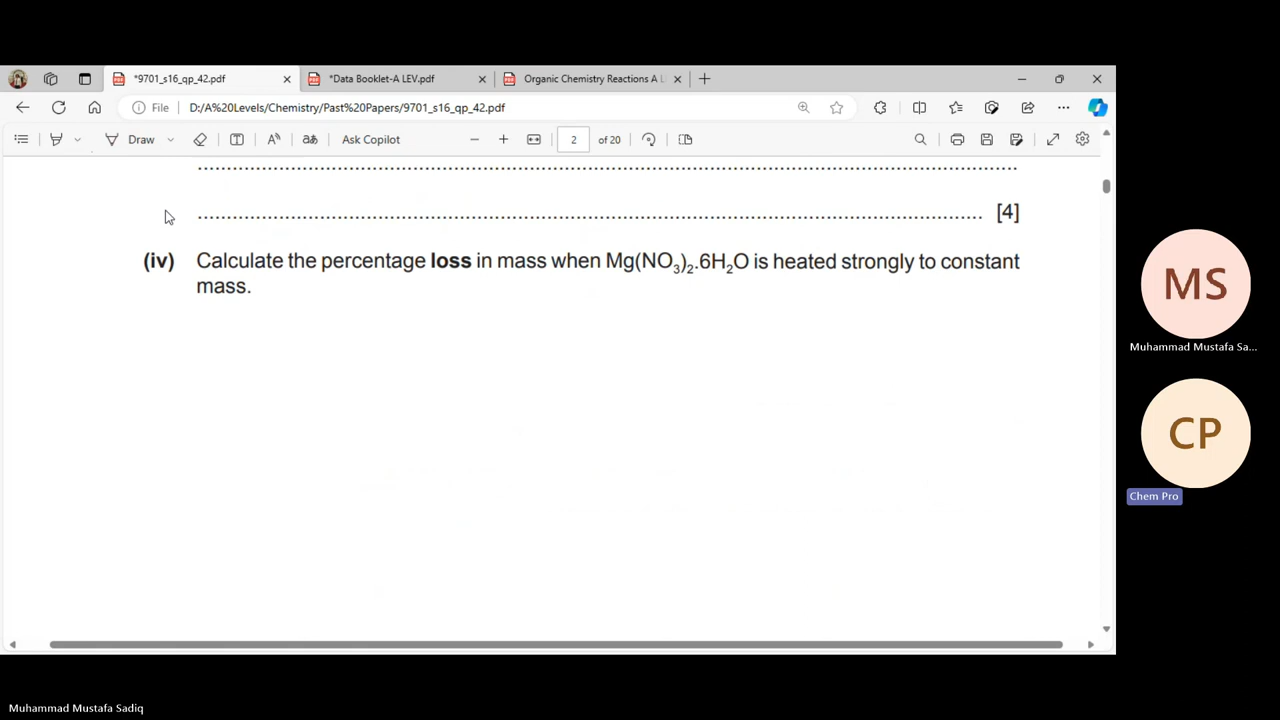 *9701_s16_qp_42.pdf
*Data Booklet-A LEV.pdf
Organic Chemistry Reactions A L
File
D:/A%20Levels/Chemistry/Past%20Papers/9701_s16_qp_42.pdf
Draw
Ask Copilot
2
of 20
................................................................................................................................
................................................................................................................................ [4]
(iv) Calculate the percentage loss in mass when Mg(NO₃)₂.6H₂O is heated strongly to constant
mass.
MS
Muhammad Mustafa Sa...
CP
Chem Pro
Muhammad Mustafa Sadiq